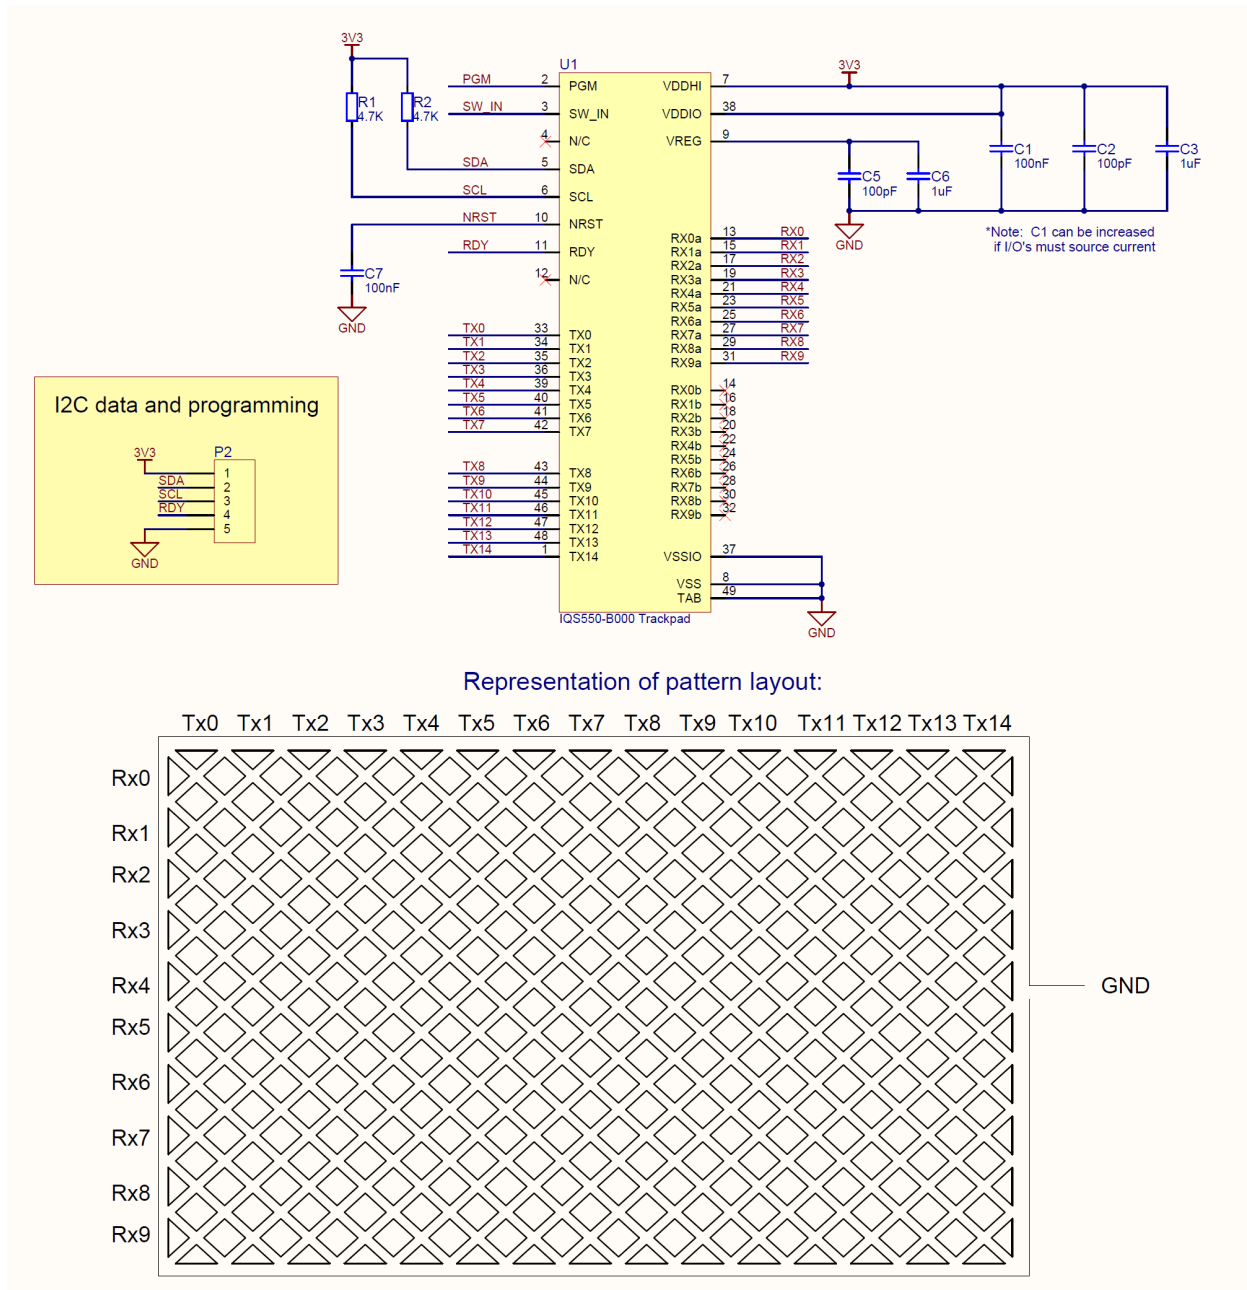 3V3
R1
4.7K
R2
4.7K
PGM
SW_IN
SDA
SCL
NRST
RDY
C7
100nF
GND
U1
2 PGM
3 SW_IN
4 N/C
5 SDA
6 SCL
10 NRST
11 RDY
12 N/C
TX0 33 TX0
TX1 34 TX1
TX2 35 TX2
TX3 36 TX3
TX4 39 TX4
TX5 40 TX5
TX6 41 TX6
TX7 42 TX7
TX8 43 TX8
TX9 44 TX9
TX10 45 TX10
TX11 46 TX11
TX12 47 TX12
TX13 48 TX13
TX14 1 TX14
VDDHI 7
VDDIO 38
VREG 9
RX0a 13 RX0
RX1a 15 RX1
RX2a 17 RX2
RX3a 19 RX3
RX4a 21 RX4
RX5a 23 RX5
RX6a 25 RX6
RX7a 27 RX7
RX8a 29 RX8
RX9a 31 RX9
RX0b 14
RX1b 16
RX2b 18
RX3b 20
RX4b 22
RX5b 24
RX6b 26
RX7b 28
RX8b 30
RX9b 32
VSSIO 37
VSS 8
TAB 49
GND
IQS550-B000 Trackpad
3V3
C5
100pF
C6
1uF
C1
100nF
C2
100pF
C3
1uF
GND
*Note: C1 can be increased
if I/O's must source current
I2C data and programming
P2
3V3
1
SDA 2
SCL 3
RDY 4
5
GND
Representation of pattern layout:
Tx0 Tx1 Tx2 Tx3 Tx4 Tx5 Tx6 Tx7 Tx8 Tx9 Tx10 Tx11 Tx12 Tx13 Tx14
Rx0
Rx1
Rx2
Rx3
Rx4
GND
Rx5
Rx6
Rx7
Rx8
Rx9